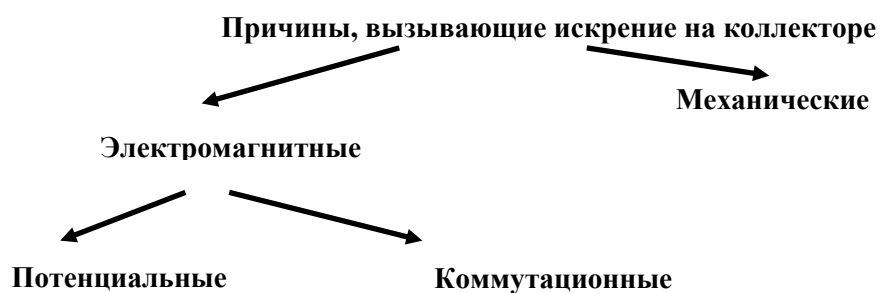 Причины, вызывающие искрение на коллекторе
Механические
Электромагнитные
Потенциальные
Коммутационные